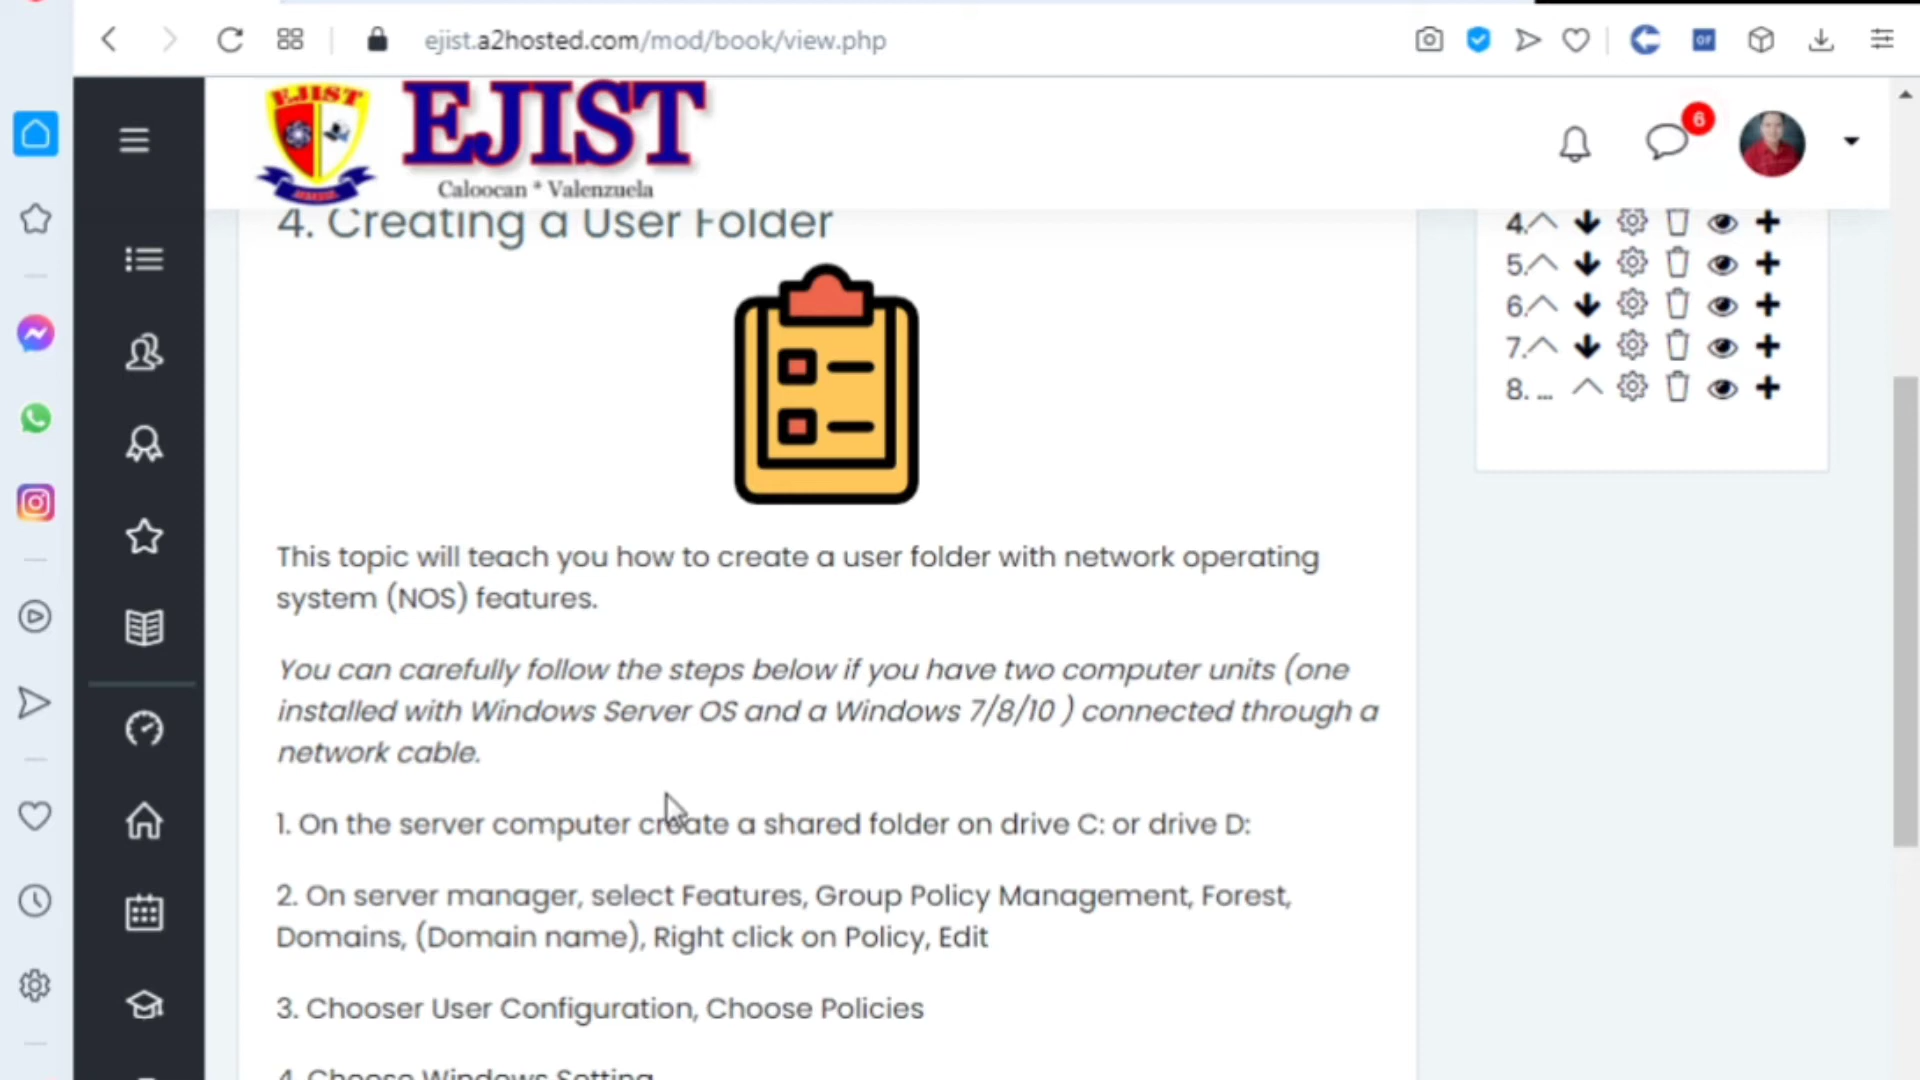 ejist.a2hosted.com/mod/book/view.php
EJIST
EJIST
Caloocan * Valenzuela
6
4. Creating a User Folder
4.
5.
6.
7.
8. ...
This topic will teach you how to create a user folder with network operating
system (NOS) features.
You can carefully follow the steps below if you have two computer units (one
installed with Windows Server OS and a Windows 7/8/10 ) connected through a
network cable.
1. On the server computer create a shared folder on drive C: or drive D:
2. On server manager, select Features, Group Policy Management, Forest,
Domains, (Domain name), Right click on Policy, Edit
3. Chooser User Configuration, Choose Policies
4. Choose Windows Setting